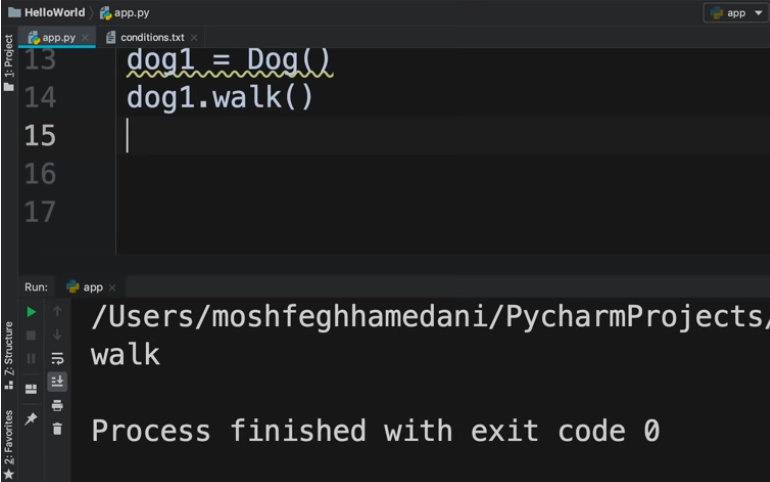 HelloWorld app.py
app
app.py conditions.txt
1: Project
13 dog1 = Dog()
14 dog1.walk()
15
16
17
Run: app
/Users/moshfeghhamedani/PycharmProjects/
walk
Process finished with exit code 0
7: Structure
2: Favorites